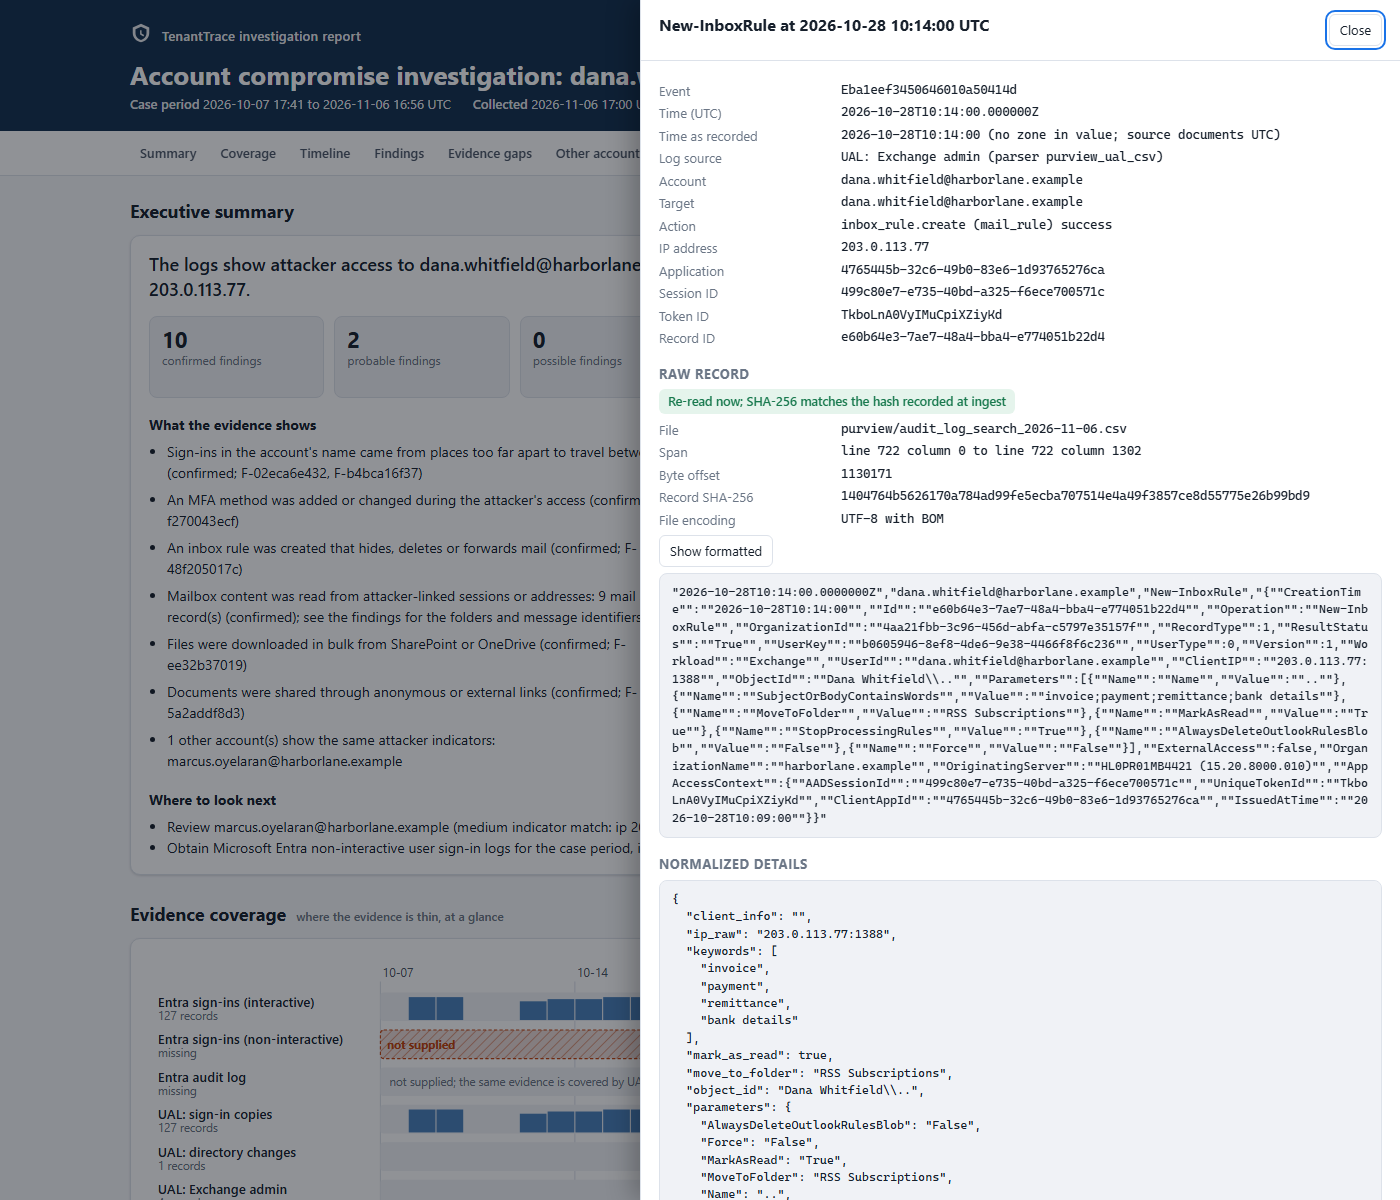 TenantTrace investigation report
Account compromise investigation: dana.
Case period 2026-10-07 17:41 to 2026-11-06 16:56 UTC Collected 2026-11-06 17:00
Summary Coverage Timeline Findings Evidence gaps Other account
Executive summary
The logs show attacker access to dana.whitfield@harborlane
203.0.113.77.
10
confirmed findings
2
probable findings
0
possible findings
What the evidence shows
Sign-ins in the account's name came from places too far apart to travel betw
(confirmed; F-02eca6e432, F-b4bca16f37)
An MFA method was added or changed during the attacker's access (confirm
f270043ecf)
An inbox rule was created that hides, deletes or forwards mail (confirmed; F-
48f205017c)
Mailbox content was read from attacker-linked sessions or addresses: 9 mail
record(s) (confirmed); see the findings for the folders and message identifiers
Files were downloaded in bulk from SharePoint or OneDrive (confirmed; F-
ee32b37019)
Documents were shared through anonymous or external links (confirmed; F-
5a2addf8d3)
1 other account(s) show the same attacker indicators:
marcus.oyelaran@harborlane.example
Where to look next
Review marcus.oyelaran@harborlane.example (medium indicator match: ip 20
Obtain Microsoft Entra non-interactive user sign-in logs for the case period, i
Evidence coverage where the evidence is thin, at a glance
10-07 10-14
Entra sign-ins (interactive)
127 records
Entra sign-ins (non-interactive)
missing
not supplied
Entra audit log
missing
not supplied; the same evidence is covered by UA
UAL: sign-in copies
127 records
UAL: directory changes
1 records
UAL: Exchange admin
New-InboxRule at 2026-10-28 10:14:00 UTC
Close
Event Eba1eef3450646010a50414d
Time (UTC) 2026-10-28T10:14:00.000000Z
Time as recorded 2026-10-28T10:14:00 (no zone in value; source documents UTC)
Log source UAL: Exchange admin (parser purview_ual_csv)
Account dana.whitfield@harborlane.example
Target dana.whitfield@harborlane.example
Action inbox_rule.create (mail_rule) success
IP address 203.0.113.77
Application 4765445b-32c6-49b0-83e6-1d93765276ca
Session ID 499c80e7-e735-40bd-a325-f6ece700571c
Token ID TkboLnA0VyIMuCpiXZiyKd
Record ID e60b64e3-7ae7-48a4-bba4-e774051b22d4
RAW RECORD
Re-read now; SHA-256 matches the hash recorded at ingest
File purview/audit_log_search_2026-11-06.csv
Span line 722 column 0 to line 722 column 1302
Byte offset 1130171
Record SHA-256 1404764b5626170a784ad99fe5ecba707514e4a49f3857ce8d55775e26b99bd9
File encoding UTF-8 with BOM
Show formatted
"2026-10-28T10:14:00.0000000Z","dana.whitfield@harborlane.example","New-InboxRule","{""CreationTim
e"":""2026-10-28T10:14:00"",""Id"":""e60b64e3-7ae7-48a4-bba4-e774051b22d4"",""Operation"":""New-Inb
oxRule"",""OrganizationId"":""4aa21fbb-3c96-456d-abfa-c5797e35157f"",""RecordType"":1,""ResultStatu
s"":""True"",""UserKey"":""b0605946-8ef8-4de6-9e38-4466f8f6c236"",""UserType"":0,""Version"":1,""Wo
rkload"":""Exchange"",""UserId"":""dana.whitfield@harborlane.example"",""ClientIP"":""203.0.113.77:
1388"",""ObjectId"":""Dana Whitfield\\.."",""Parameters"":[{""Name"":""Name"",""Value"":""..""},
{""Name"":""SubjectOrBodyContainsWords"",""Value"":""invoice;payment;remittance;bank details""},
{""Name"":""MoveToFolder"",""Value"":""RSS Subscriptions""},{""Name"":""MarkAsRead"",""Value"":""Tr
ue""},{""Name"":""StopProcessingRules"",""Value"":""True""},{""Name"":""AlwaysDeleteOutlookRulesBlo
b"",""Value"":""False""},{""Name"":""Force"",""Value"":""False""}],""ExternalAccess"":false,""Organ
izationName"":""harborlane.example"",""OriginatingServer"":""HL0PR01MB4421 (15.20.8000.010)"",""App
AccessContext"":{""AADSessionId"":""499c80e7-e735-40bd-a325-f6ece700571c"",""UniqueTokenId"":""Tkbo
LnA0VyIMuCpiXZiyKd"",""ClientAppId"":""4765445b-32c6-49b0-83e6-1d93765276ca"",""IssuedAtTime"":""20
26-10-28T10:09:00""}}"
NORMALIZED DETAILS
{
"client_info": "",
"ip_raw": "203.0.113.77:1388",
"keywords": [
"invoice",
"payment",
"remittance",
"bank details"
],
"mark_as_read": true,
"move_to_folder": "RSS Subscriptions",
"object_id": "Dana Whitfield\\..",
"parameters": {
"AlwaysDeleteOutlookRulesBlob": "False",
"Force": "False",
"MarkAsRead": "True",
"MoveToFolder": "RSS Subscriptions",
"Name": "..",